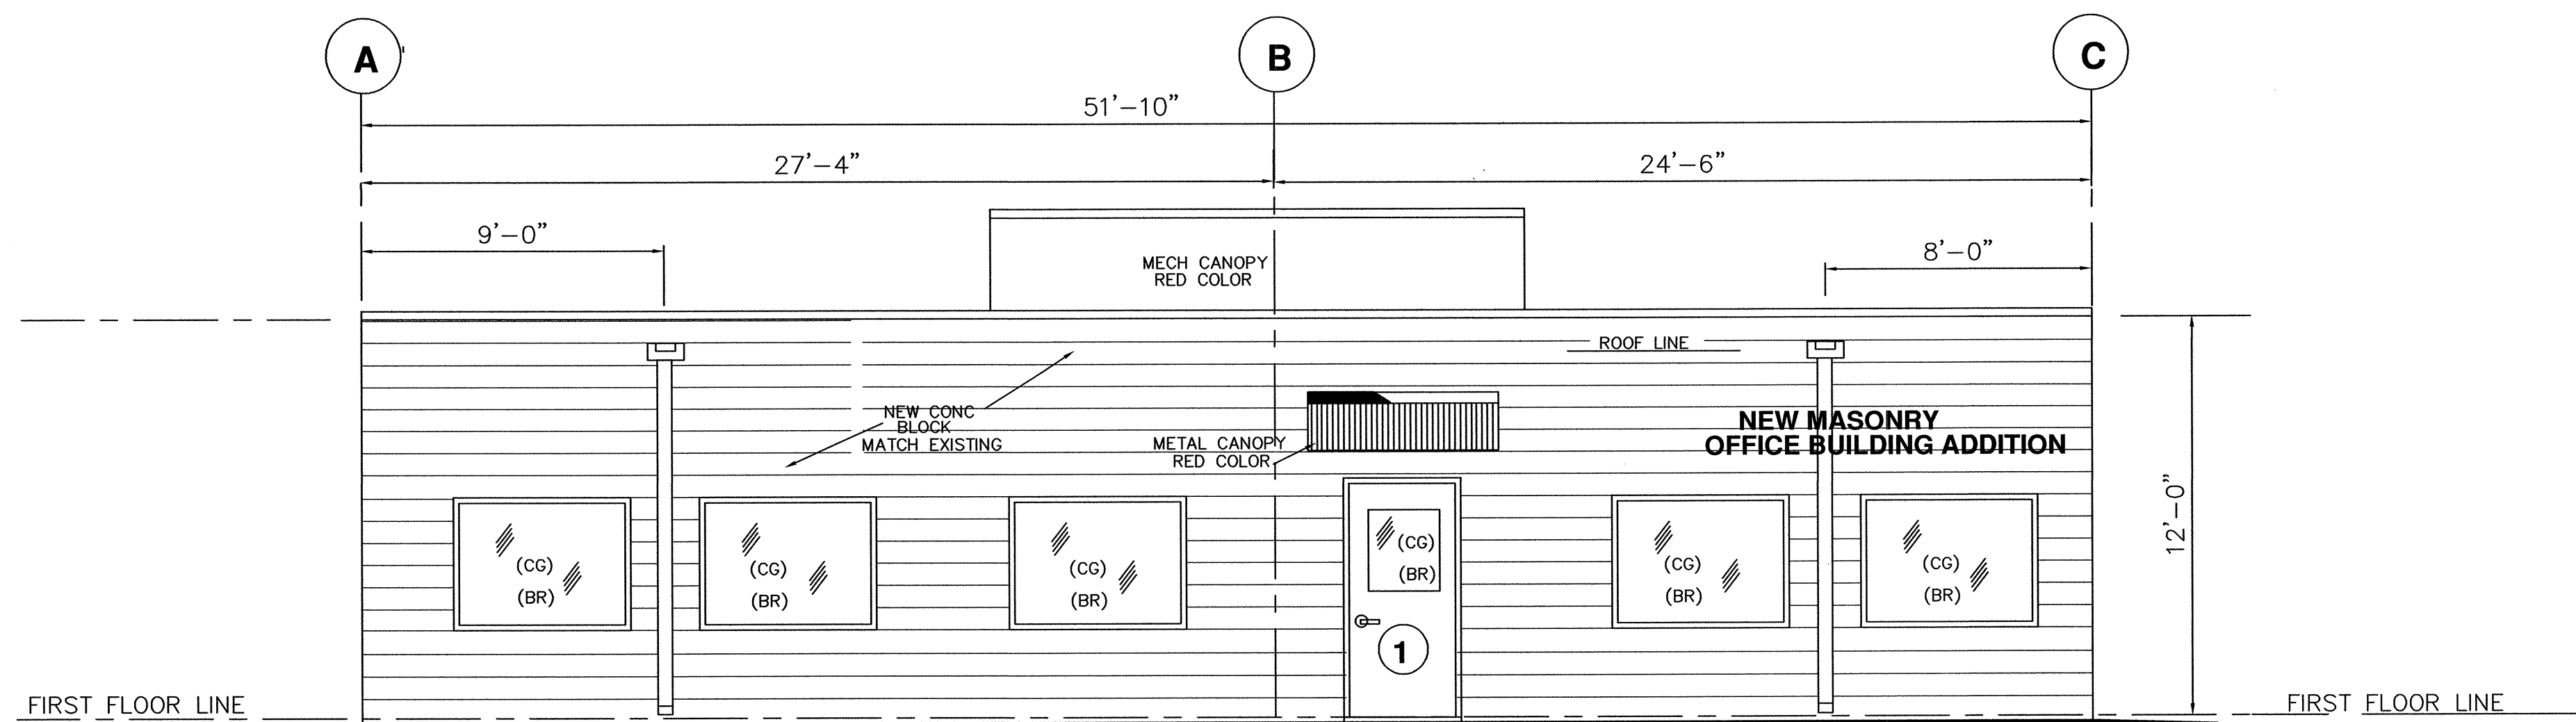 A
B
C
51'-10"
27'-4"
24'-6"
9'-0"
8'-0"
MECH CANOPY
RED COLOR
ROOF LINE
NEW CONC
BLOCK
MATCH EXISTING
METAL CANOPY
RED COLOR
NEW MASONRY
OFFICE BUILDING ADDITION
12'-0"
(CG)
(BR)
(CG)
(BR)
(CG)
(BR)
(CG)
(BR)
(CG)
(BR)
(CG)
(BR)
1
FIRST FLOOR LINE
FIRST FLOOR LINE